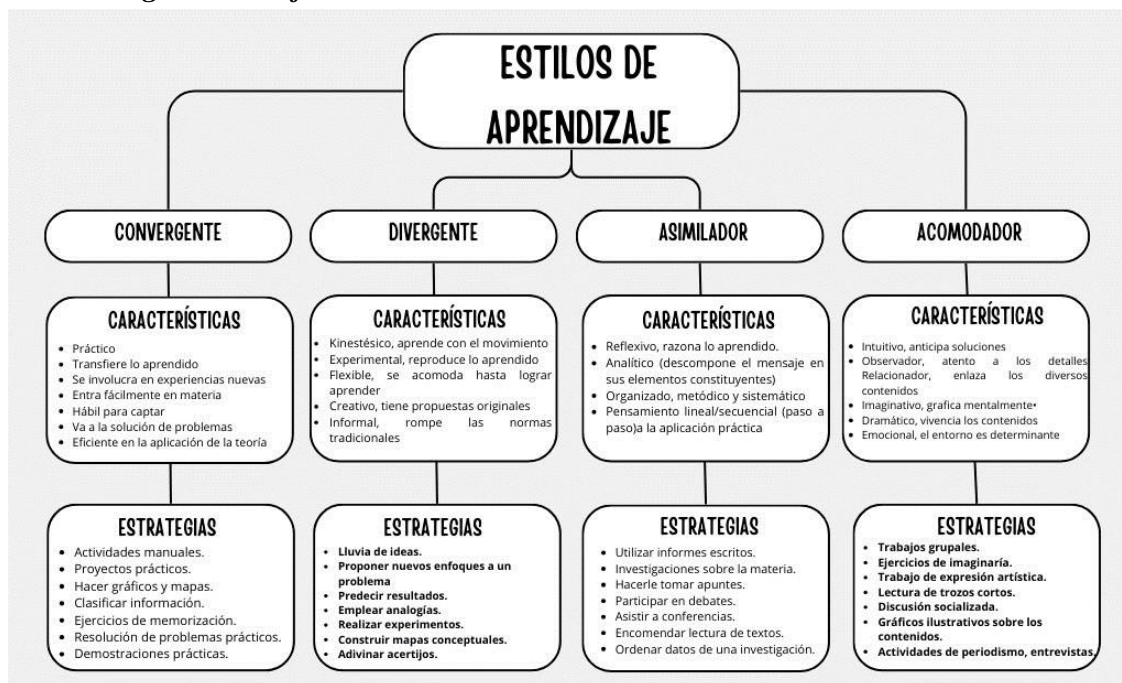 ESTILOS DE
APRENDIZAJE
CONVERGENTE
CARACTERÍSTICAS
• Práctico
• Transfiere lo aprendido
• Se involucra en experiencias nuevas
• Entra fácilmente en materia
• Hábil para captar
• Va a la solución de problemas
• Eficiente en la aplicación de la teoría
ESTRATEGIAS
• Actividades manuales.
• Proyectos prácticos.
• Hacer gráficos y mapas.
• Clasificar información.
• Ejercicios de memorización.
• Resolución de problemas prácticos.
• Demostraciones prácticas.
DIVERGENTE
CARACTERÍSTICAS
• Kinestésico, aprende con el movimiento
• Experimental, reproduce lo aprendido
• Flexible, se acomoda hasta lograr
aprender
• Creativo, tiene propuestas originales
• Informal, rompe las normas
tradicionales
ESTRATEGIAS
• Lluvia de ideas.
• Proponer nuevos enfoques a un
problema
• Predecir resultados.
• Emplear analogías.
• Realizar experimentos.
• Construir mapas conceptuales.
• Adivinar acertijos.
ASIMILADOR
CARACTERÍSTICAS
• Reflexivo, razona lo aprendido.
• Analítico (descompone el mensaje en
sus elementos constituyentes)
• Organizado, metódico y sistemático
• Pensamiento lineal/secuencial (paso a
paso)a la aplicación práctica
ESTRATEGIAS
• Utilizar informes escritos.
• Investigaciones sobre la materia.
• Hacerle tomar apuntes.
• Participar en debates.
• Asistir a conferencias.
• Encomendar lectura de textos.
• Ordenar datos de una investigación.
ACOMODADOR
CARACTERÍSTICAS
• Intuitivo, anticipa soluciones
• Observador, atento a los detalles
Relacionador, enlaza los diversos
contenidos
• Imaginativo, grafica mentalmente•
• Dramático, vivencia los contenidos
• Emocional, el entorno es determinante
ESTRATEGIAS
• Trabajos grupales.
• Ejercicios de imaginaría.
• Trabajo de expresión artística.
• Lectura de trozos cortos.
• Discusión socializada.
• Gráficos ilustrativos sobre los
contenidos.
• Actividades de periodismo, entrevistas.